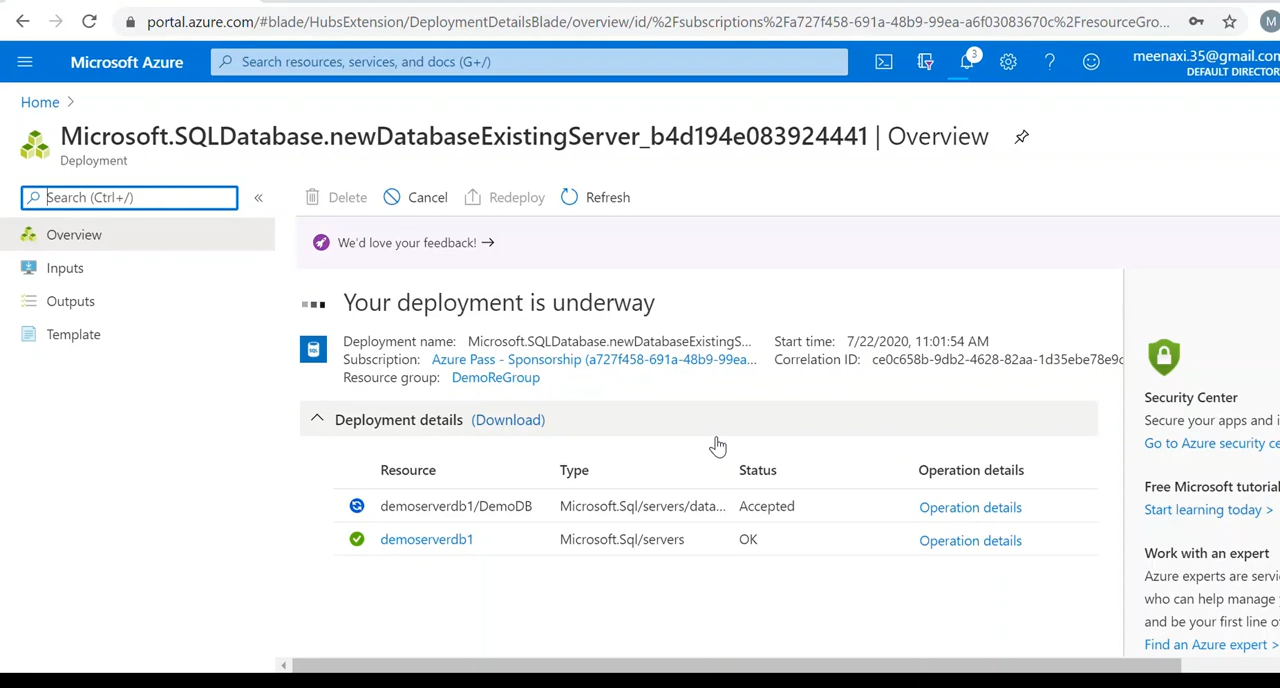 portal.azure.com/#blade/HubsExtension/DeploymentDetailsBlade/overview/id/%2Fsubscriptions%2Fa727f458-691a-48b9-99ea-a6f03083670c%2FresourceGro...
M
Microsoft Azure
Search resources, services, and docs (G+/)
3
meenaxi.35@gmail.com
DEFAULT DIRECTOR
Home >
Microsoft.SQLDatabase.newDatabaseExistingServer_b4d194e083924441 | Overview
Deployment
Search (Ctrl+/)
«
Delete
Cancel
Redeploy
Refresh
Overview
Inputs
Outputs
Template
We'd love your feedback! →
Your deployment is underway
Deployment name: Microsoft.SQLDatabase.newDatabaseExistingS...
Subscription: Azure Pass - Sponsorship (a727f458-691a-48b9-99ea...
Resource group: DemoReGroup
Start time: 7/22/2020, 11:01:54 AM
Correlation ID: ce0c658b-9db2-4628-82aa-1d35ebe78e9c
Deployment details (Download)
Resource Type Status Operation details
demoserverdb1/DemoDB Microsoft.Sql/servers/data... Accepted Operation details
demoserverdb1 Microsoft.Sql/servers OK Operation details
SQL
Security Center
Secure your apps and i
Go to Azure security ce
Free Microsoft tutorial
Start learning today >
Work with an expert
Azure experts are servi
who can help manage
and be your first line o
Find an Azure expert >